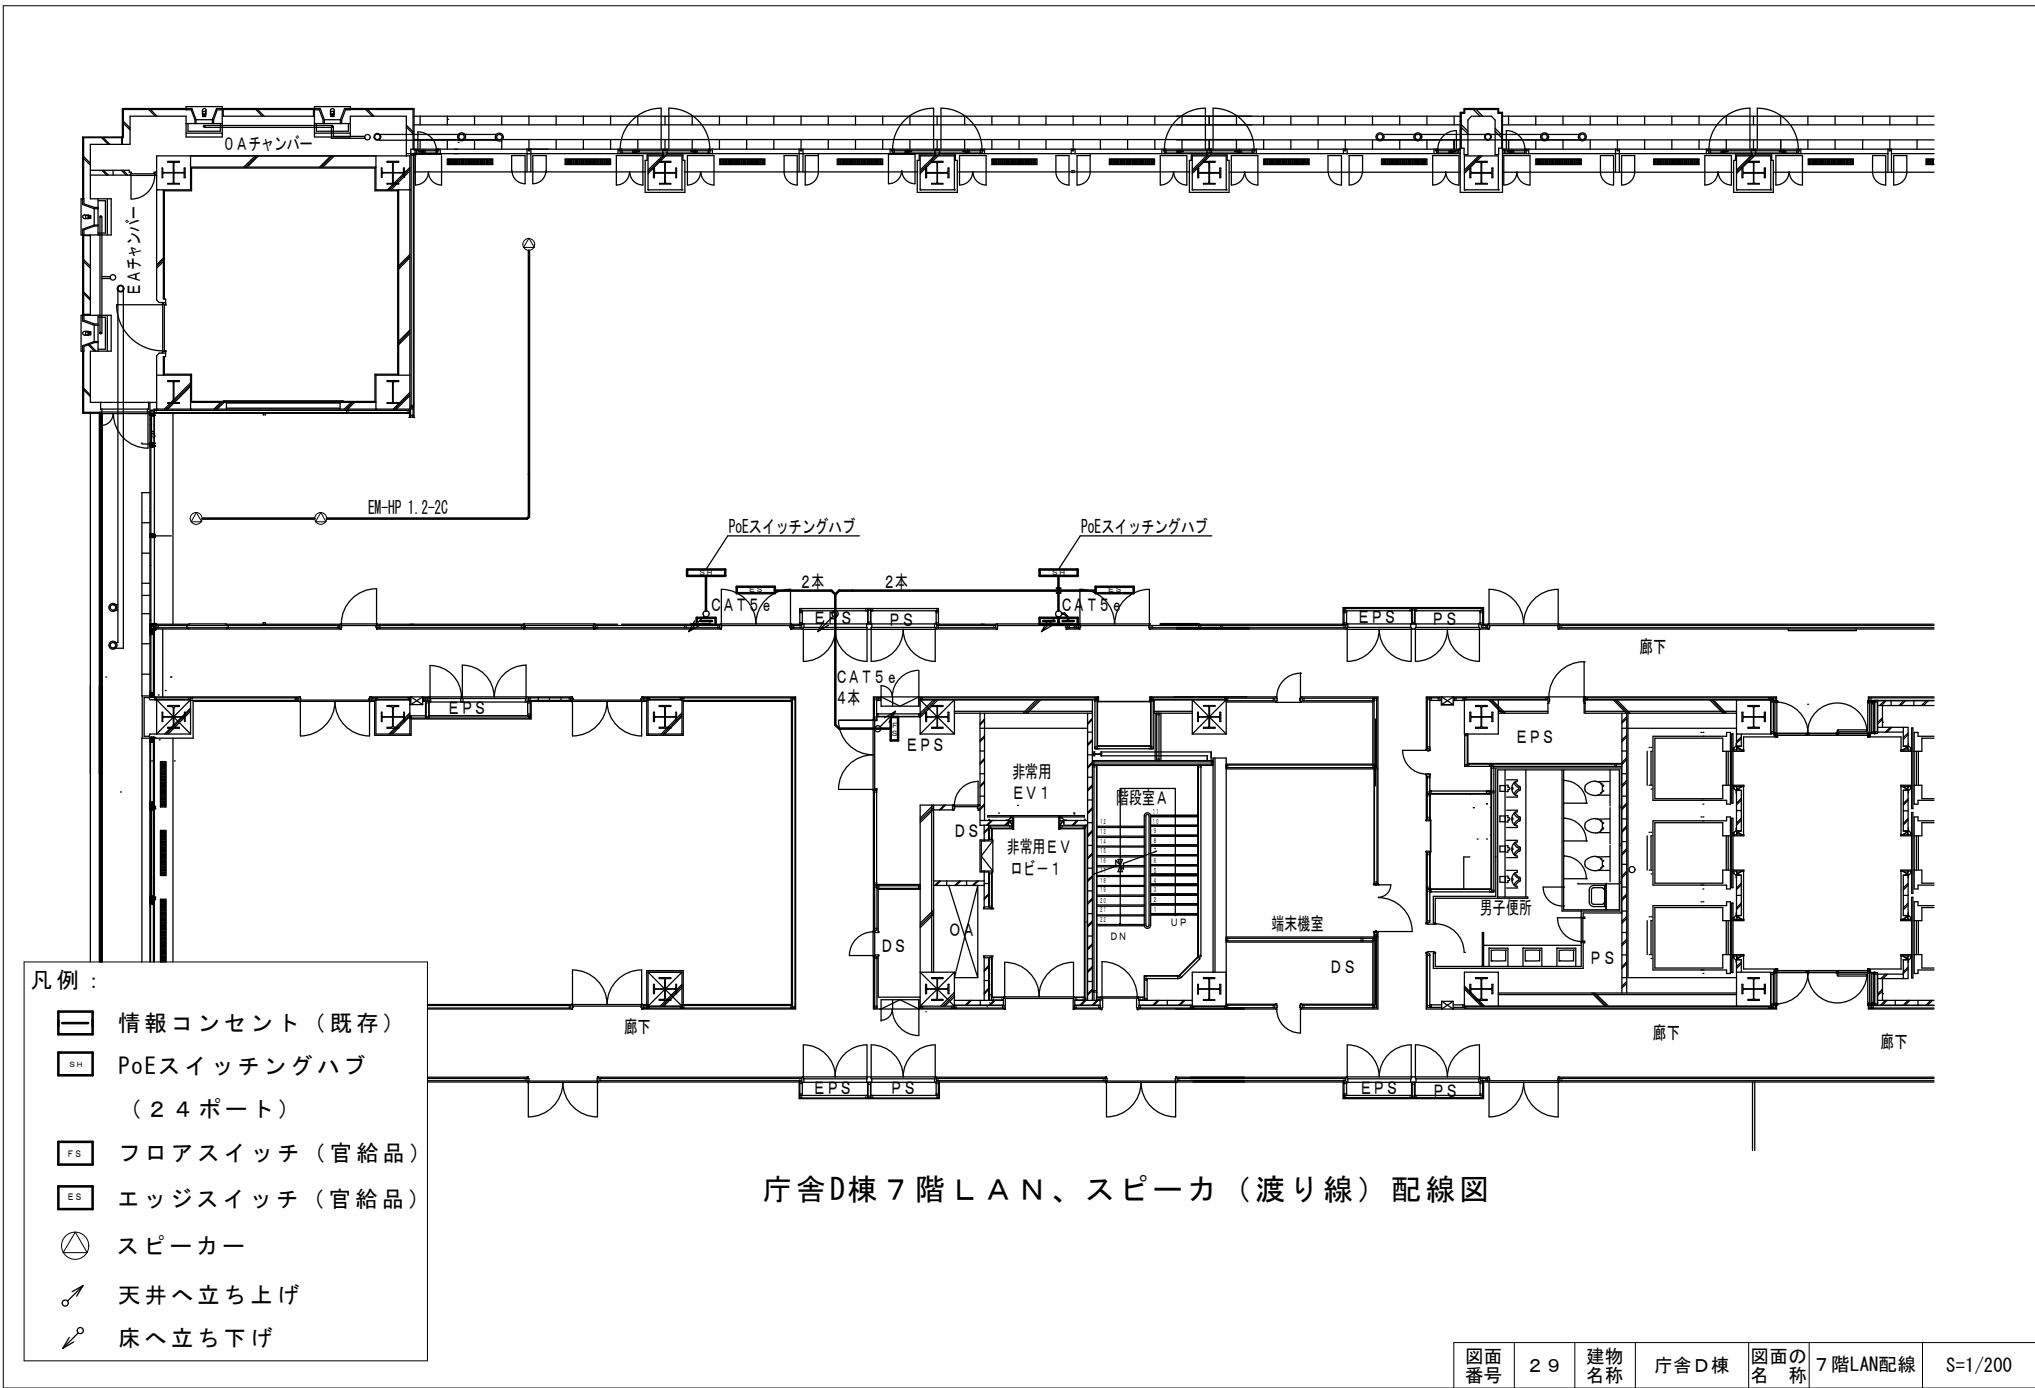 OAチャンバー
EAチャンバー
EM-HP 1.2-2C
PoEスイッチングハブ
PoEスイッチングハブ
SH
SH
ES
2本
2本
ES
CAT5e
CAT5e
EPS
PS
EPS
PS
廊下
CAT5e
4本
EPS
FS
EPS
EPS
非常用
EV1
階段室A
DS
非常用EV
ロビー1
端末機室
男子便所
UP
DN
OA
DS
DS
PS
廊下
廊下
廊下
EPS
PS
EPS
PS
凡例：
情報コンセント（既存）
SH PoEスイッチングハブ
（24ポート）
FS フロアスイッチ（官給品）
ES エッジスイッチ（官給品）
スピーカー
天井へ立ち上げ
床へ立ち下げ
庁舎D棟7階LAN、スピーカ（渡り線）配線図
図面番号 29 建物名称 庁舎D棟 図面の名称 7階LAN配線 S=1/200